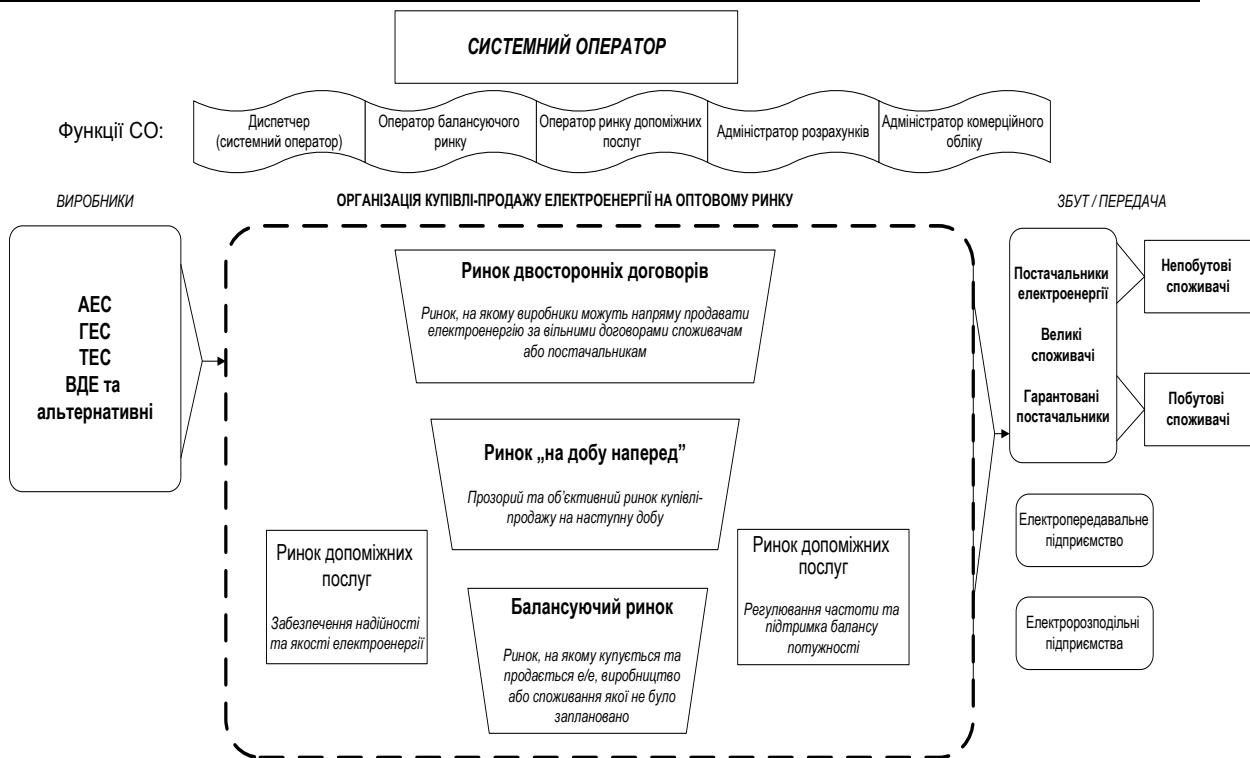 СИСТЕМНИЙ ОПЕРАТОР
Функції СО:
Диспетчер
(системний оператор)
Оператор балансуючого
ринку
Оператор ринку допоміжних
послуг
Адміністратор розрахунків
Адміністратор комерційного
обліку
ВИРОБНИКИ
ОРГАНІЗАЦІЯ КУПІВЛІ-ПРОДАЖУ ЕЛЕКТРОЕНЕРГІЇ НА ОПТОВОМУ РИНКУ
ЗБУТ / ПЕРЕДАЧА
АЕС
ГЕС
ТЕС
ВДЕ та
альтернативні
Ринок двосторонніх договорів
Ринок, на якому виробники можуть напряму продавати
електроенергію за вільними договорами споживачам
або постачальникам
Ринок „на добу наперед”
Прозорий та об’єктивний ринок купівлі-
продажу на наступну добу
Ринок допоміжних
послуг
Забезпечення надійності
та якості електроенергії
Балансуючий ринок
Ринок, на якому купується та
продається е/е, виробництво
або споживання якої не було
заплановано
Ринок допоміжних
послуг
Регулювання частоти та
підтримка балансу
потужності
Постачальники
електроенергії
Великі
споживачі
Гарантовані
постачальники
Непобутові
споживачі
Побутові
споживачі
Електропередавальне
підприємство
Електророзподільні
підприємства